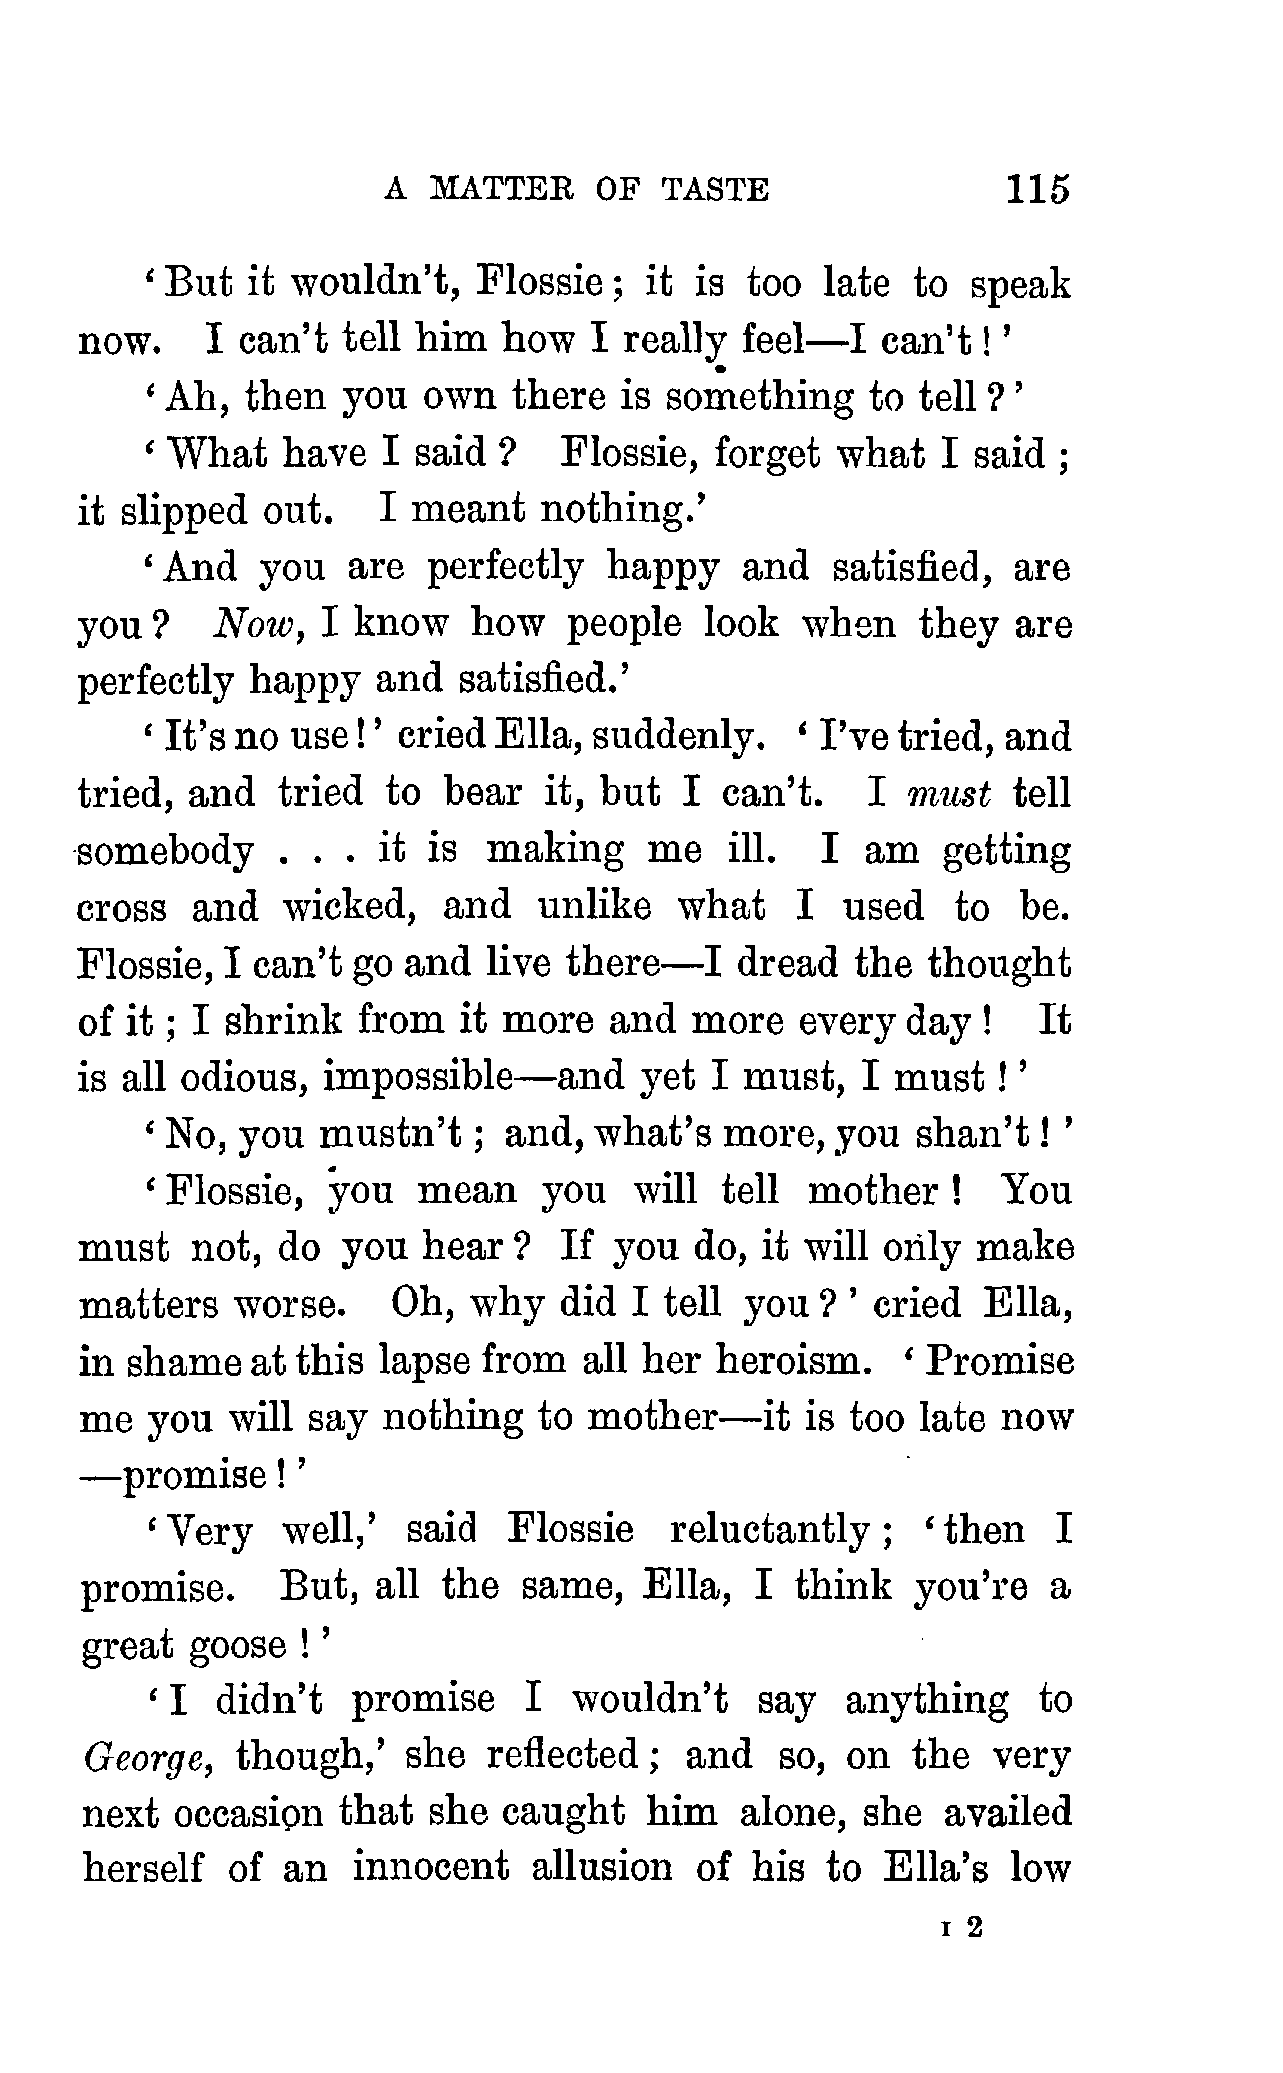 A MATTER OF TASTE 115
‘But it wouldn’t, Flossie; it is too late to speak
now. I can’t tell him how I really feel—I can’t!’
‘Ah, then you own there is something to tell?’
‘What have I said? Flossie, forget what I said;
it slipped out. I meant nothing.’
‘And you are perfectly happy and satisfied, are
you? Now, I know how people look when they are
perfectly happy and satisfied.’
‘It’s no use!’ cried Ella, suddenly. ‘I’ve tried, and
tried, and tried to bear it, but I can’t. I must tell
somebody . . . it is making me ill. I am getting
cross and wicked, and unlike what I used to be.
Flossie, I can’t go and live there—I dread the thought
of it; I shrink from it more and more every day! It
is all odious, impossible—and yet I must, I must!’
‘No, you mustn’t; and, what’s more, you shan’t!’
‘Flossie, you mean you will tell mother! You
must not, do you hear? If you do, it will only make
matters worse. Oh, why did I tell you?’ cried Ella,
in shame at this lapse from all her heroism. ‘Promise
me you will say nothing to mother—it is too late now
—promise!’
‘Very well,’ said Flossie reluctantly; ‘then I
promise. But, all the same, Ella, I think you’re a
great goose!’
‘I didn’t promise I wouldn’t say anything to
George, though,’ she reflected; and so, on the very
next occasion that she caught him alone, she availed
herself of an innocent allusion of his to Ella’s low
I 2